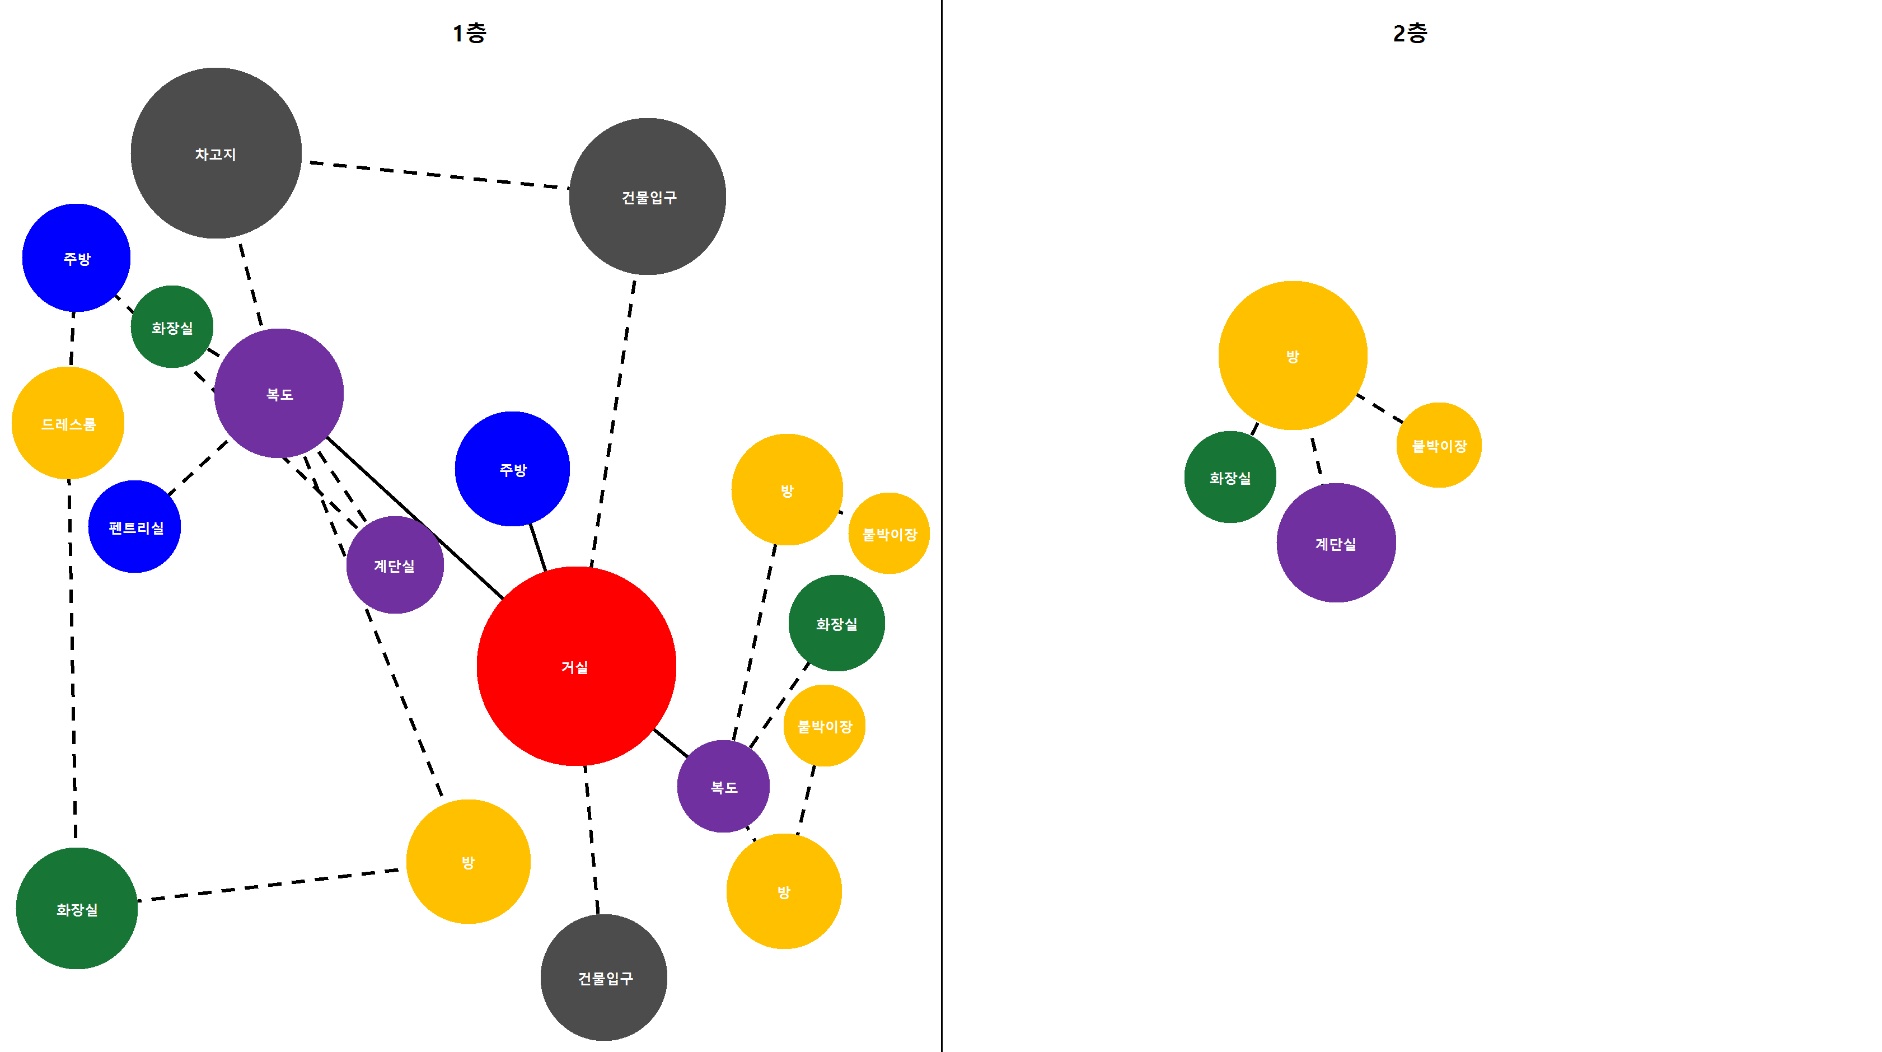 1층
차고지
건물입구
주방
화장실
복도
드레스룸
주방
펜트리실
방
붙박이장
계단실
화장실
거실
붙박이장
복도
방
방
화장실
건물입구
2층
방
붙박이장
화장실
계단실